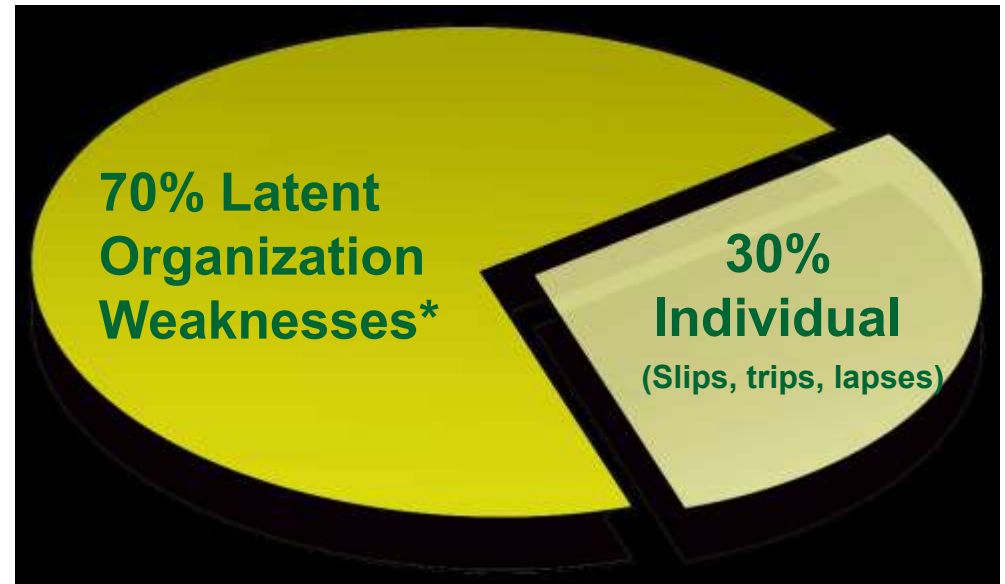 70% Latent
Organization
Weaknesses*
30%
Individual
(Slips, trips, lapses)